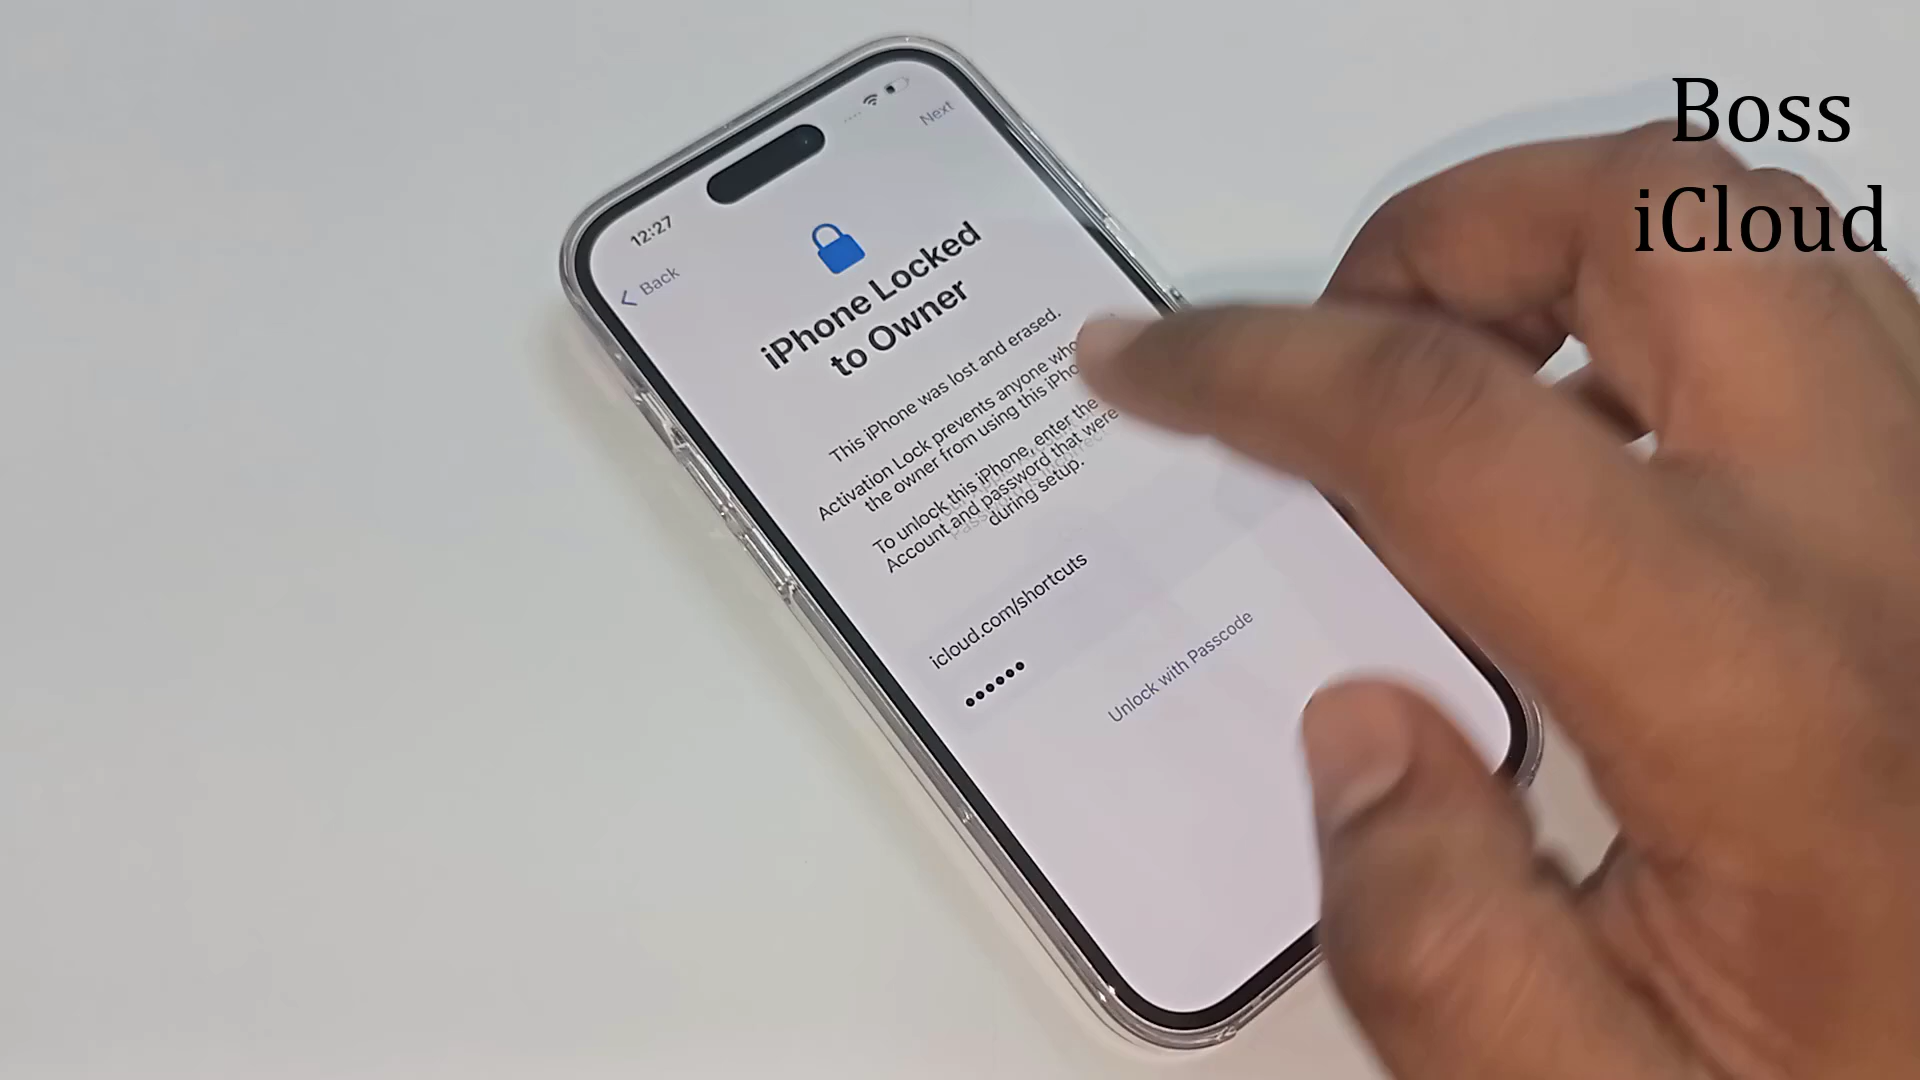 Boss
iCloud
12:27
Next
Back
iPhone Locked
to Owner
This iPhone was lost and erased.
Activation Lock prevents anyone who
the owner from using this
To unlock this iPhone, enter the
Account and password that were
during setup.
icloud.com/shortcuts
Unlock with Passcode